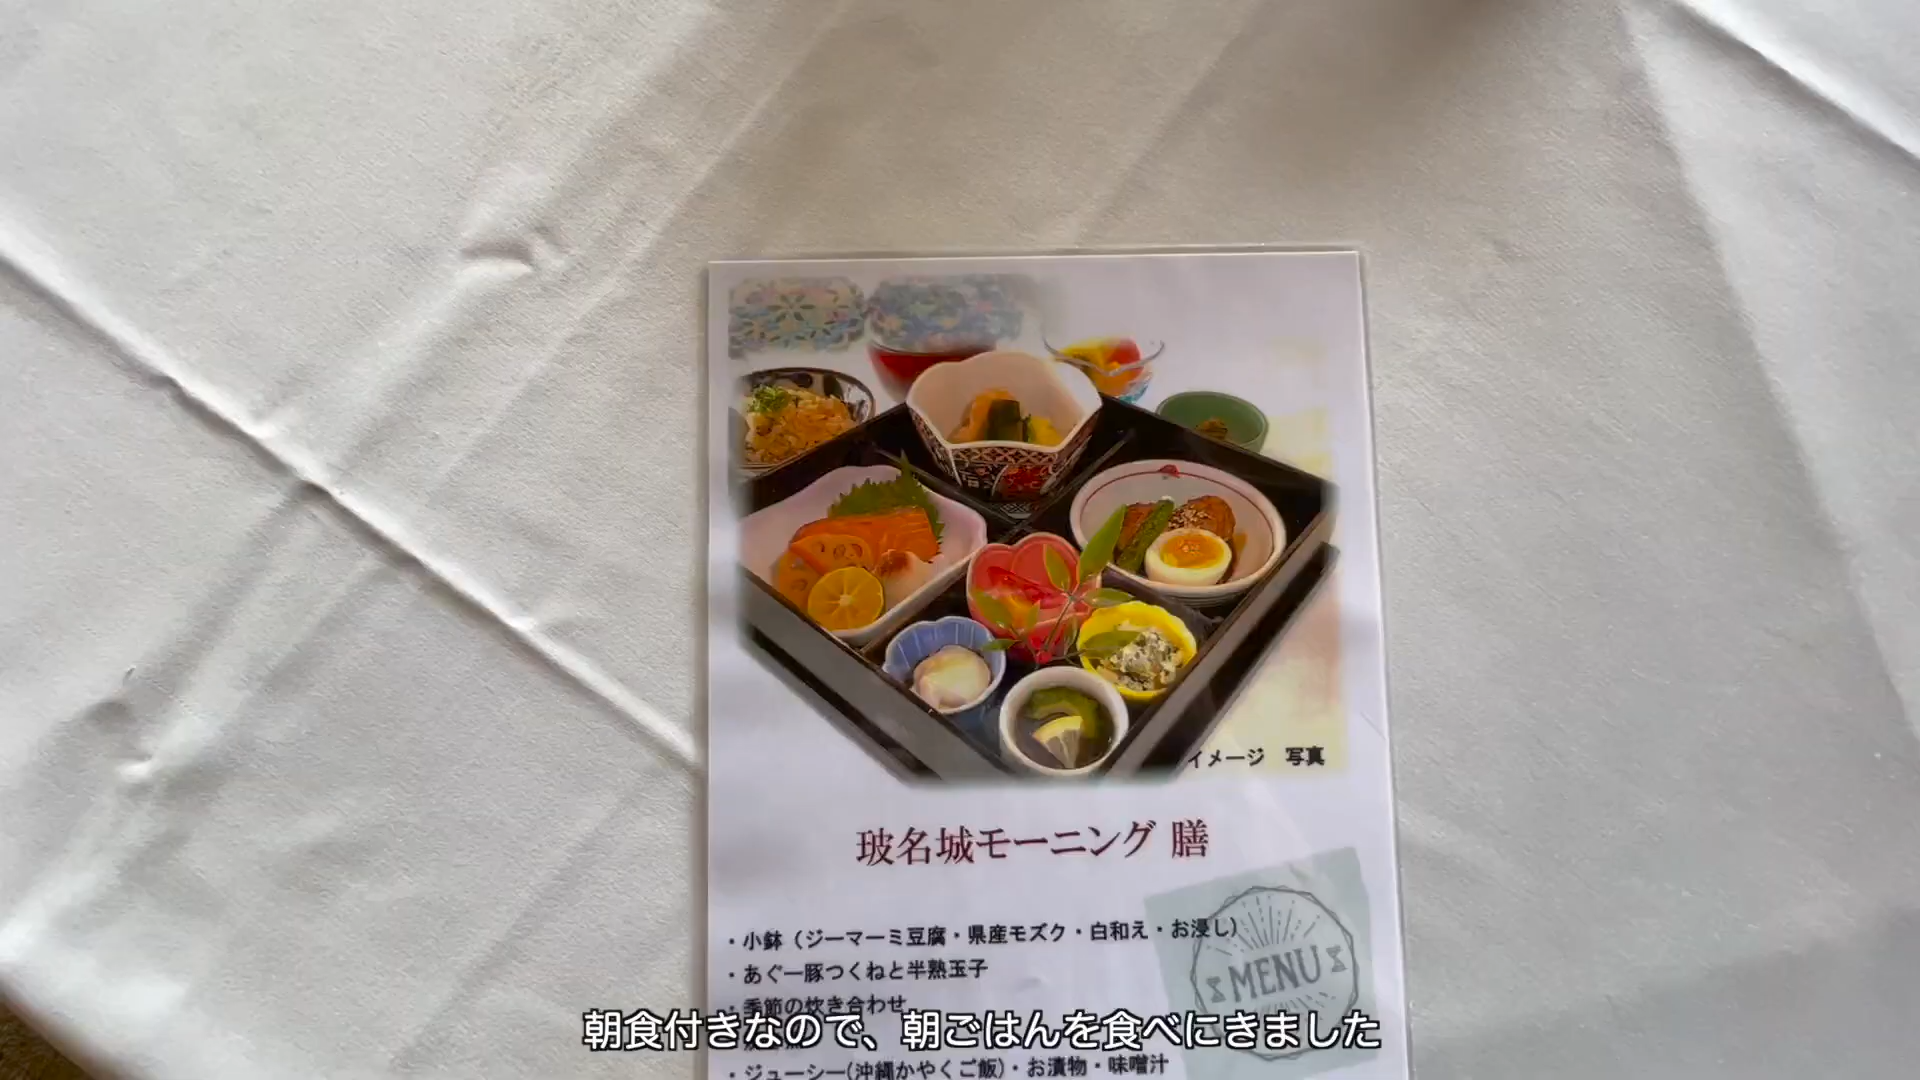 イメージ 写真
玻名城モーニング 膳
・小鉢（ジーマーミ豆腐・県産モズク・白和え・お浸し）
・あぐー豚つくねと半熟玉子
・季節の炊き合わせ
MENU
朝食付きなので、朝ごはんを食べにきました
・ジューシー(沖縄かやくご飯)・お漬物・味噌汁